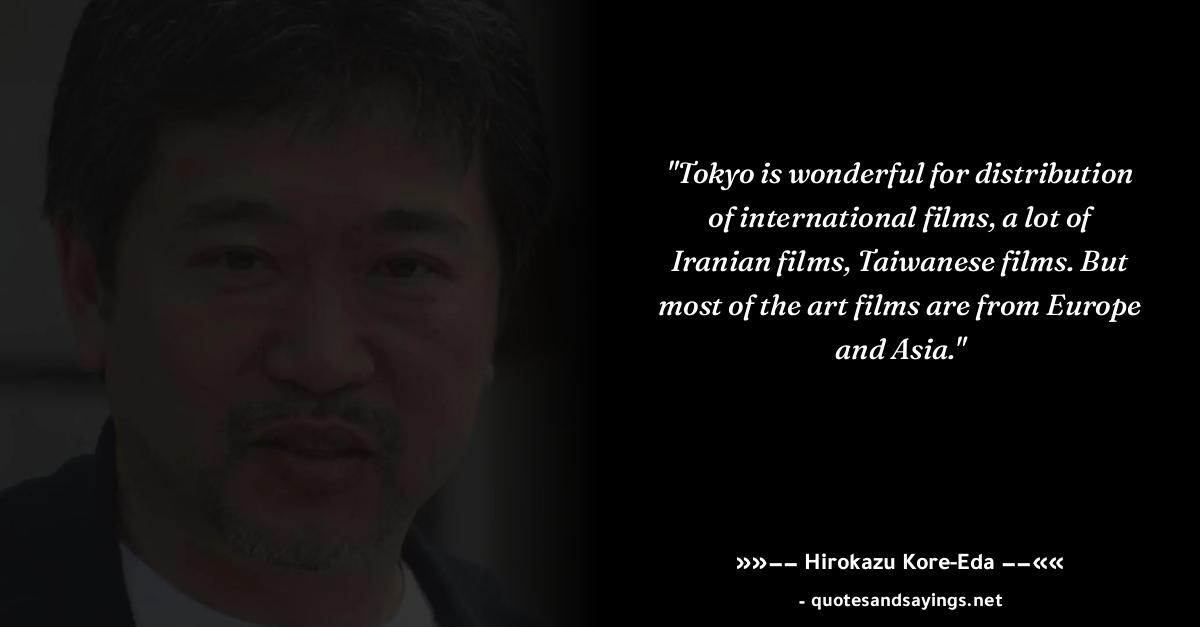 "Tokyo is wonderful for distribution
of international films, a lot of
Iranian films, Taiwanese films. But
most of the art films are from Europe
and Asia."
»»−− Hirokazu Kore-Eda −−««
- quotesandsayings.net